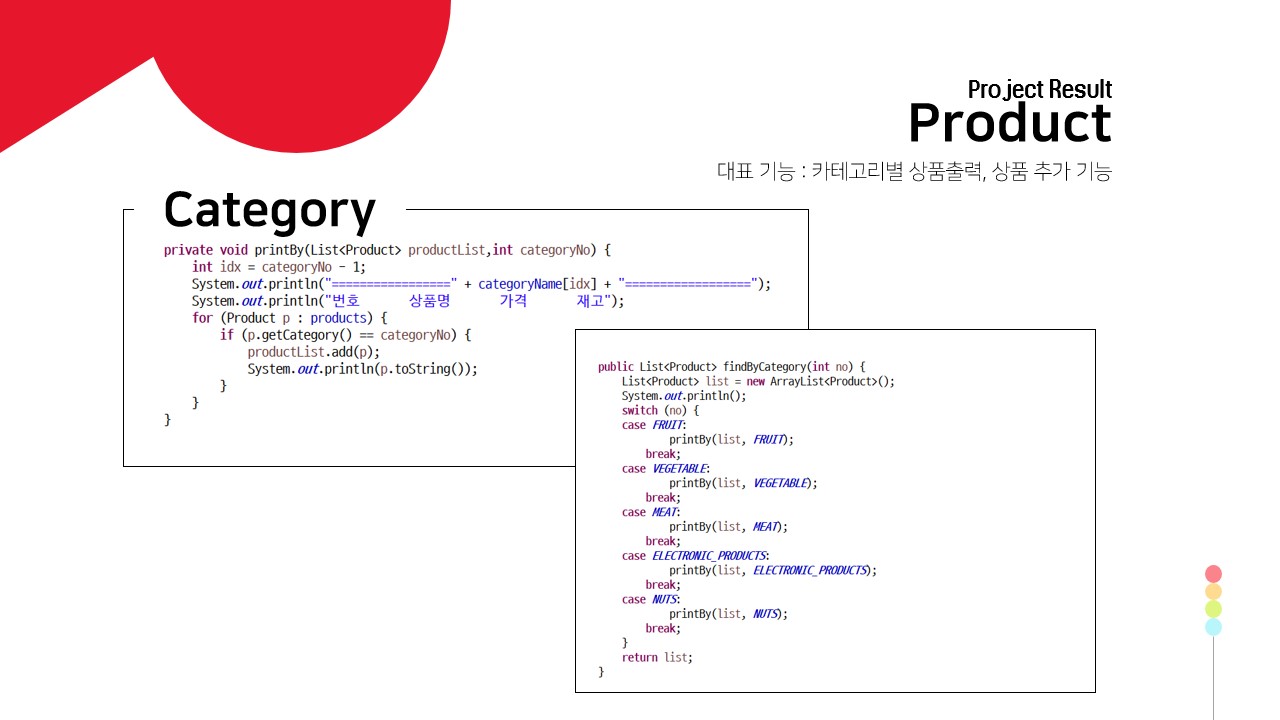 Project Result
Product
대표 기능 : 카테고리별 상품출력, 상품 추가 기능
Category
private void printBy(List<Product> productList,int categoryNo) {
    int idx = categoryNo - 1;
    System.out.println("=================" + categoryName[idx] + "==================");
    System.out.println("번호       상품명       가격       재고");
    for (Product p : products) {
        if (p.getCategory() == categoryNo) {
            productList.add(p);
            System.out.println(p.toString());
        }
    }
}
public List<Product> findByCategory(int no) {
    List<Product> list = new ArrayList<Product>();
    System.out.println();
    switch (no) {
    case FRUIT:
            printBy(list, FRUIT);
        break;
    case VEGETABLE:
            printBy(list, VEGETABLE);
        break;
    case MEAT:
            printBy(list, MEAT);
        break;
    case ELECTRONIC_PRODUCTS:
            printBy(list, ELECTRONIC_PRODUCTS);
        break;
    case NUTS:
            printBy(list, NUTS);
        break;
    }
    return list;
}